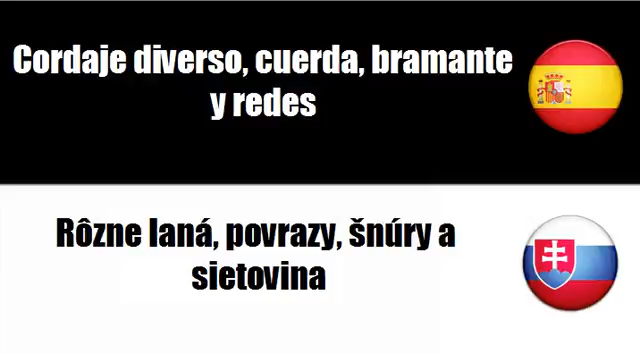 Cordaje diverso, cuerda, bramante
y redes
Rôzne laná, povrazy, šnúry a
sietovina